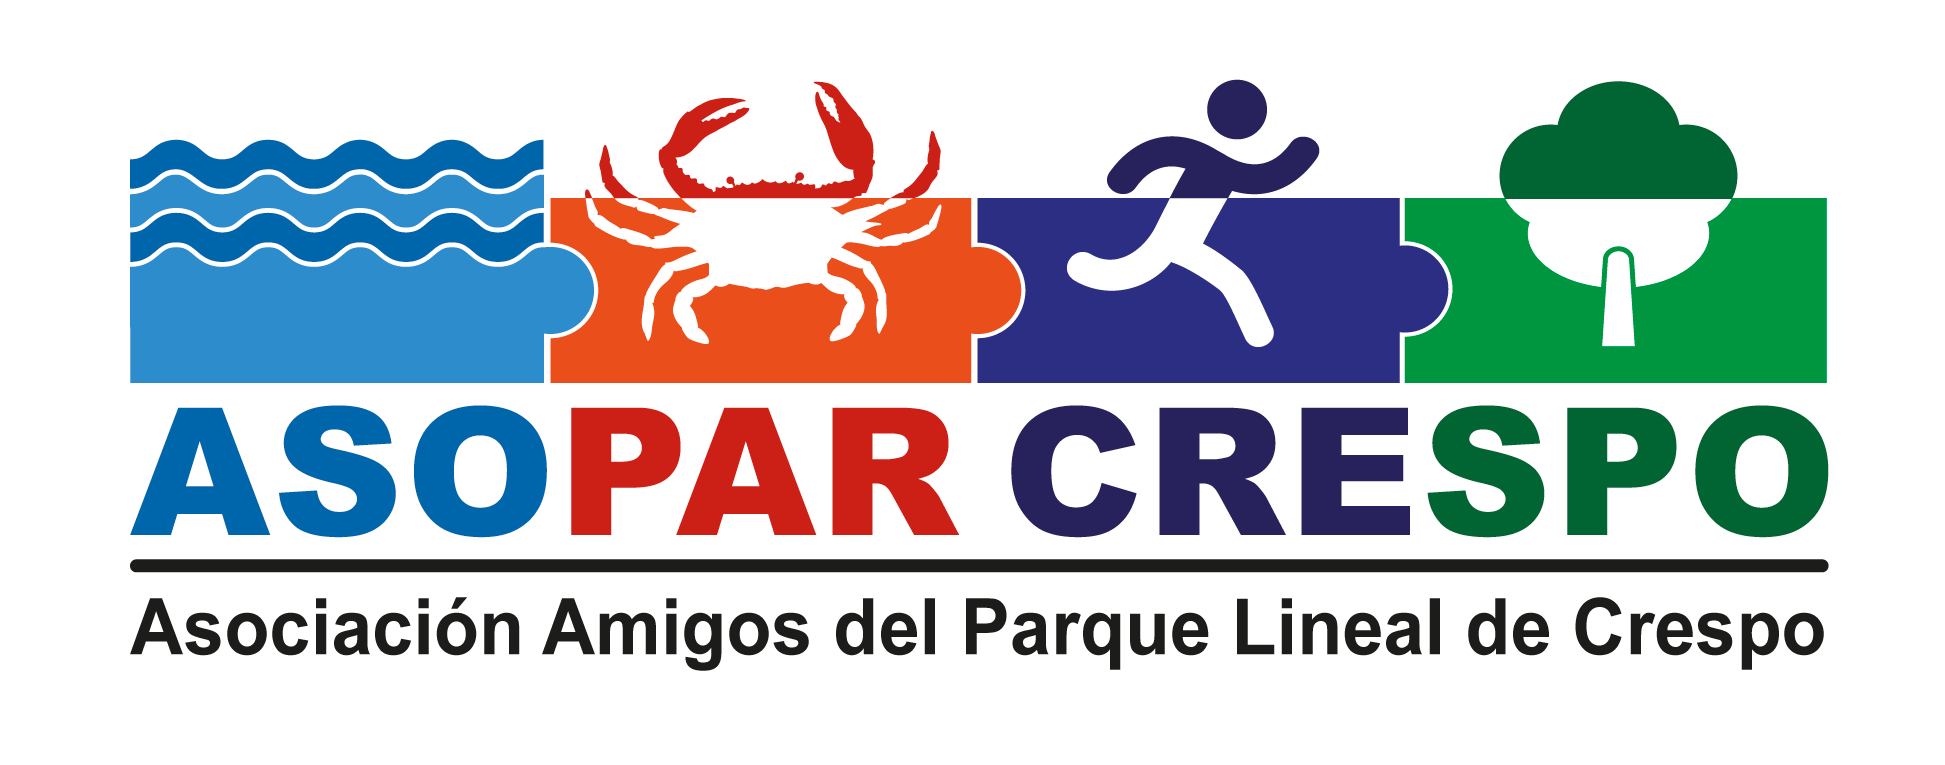 ASOPAR CRESPO
Asociación Amigos del Parque Lineal de Crespo